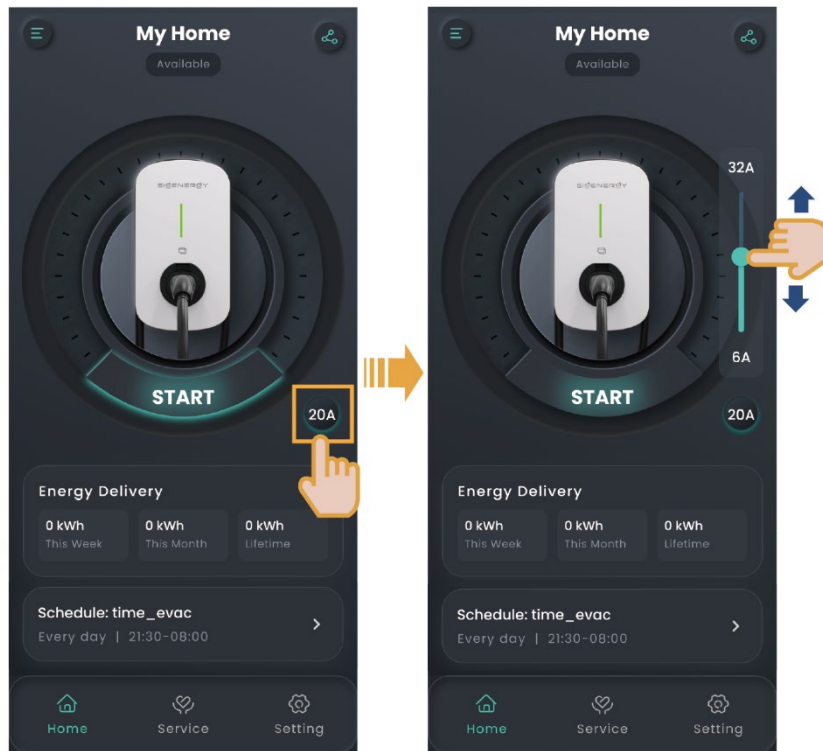 My Home
Available
SIGENERGY
START
20A
Energy Delivery
0 kWh 0 kWh 0 kWh
This Week This Month Lifetime
Schedule: time_evac
Every day | 21:30-08:00
Home Service Setting
My Home
Available
SIGENERGY
32A
6A
START
20A
Energy Delivery
0 kWh 0 kWh 0 kWh
This Week This Month Lifetime
Schedule: time_evac
Every day | 21:30-08:00
Home Service Setting